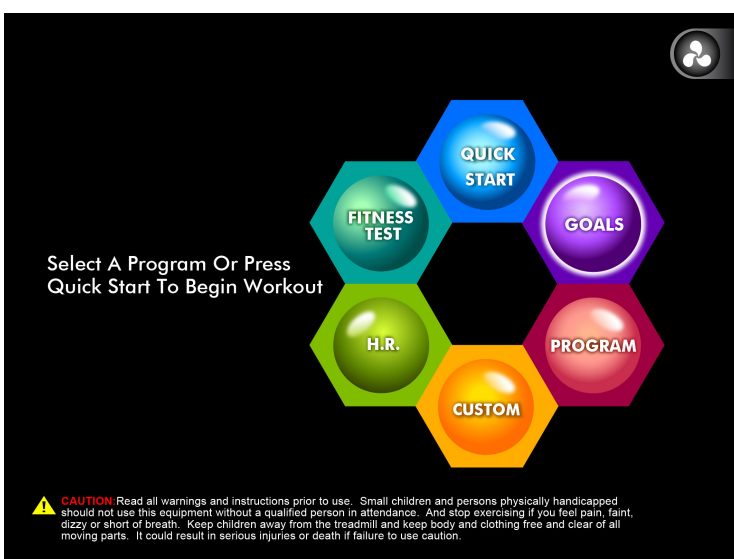 QUICK
START
FITNESS
TEST
GOALS
Select A Program Or Press
Quick Start To Begin Workout
H.R.
PROGRAM
CUSTOM
CAUTION:Read all warnings and instructions prior to use. Small children and persons physically handicapped
should not use this equipment without a qualified person in attendance. And stop exercising if you feel pain, faint,
dizzy or short of breath. Keep children away from the treadmill and keep body and clothing free and clear of all
moving parts. It could result in serious injuries or death if failure to use caution.